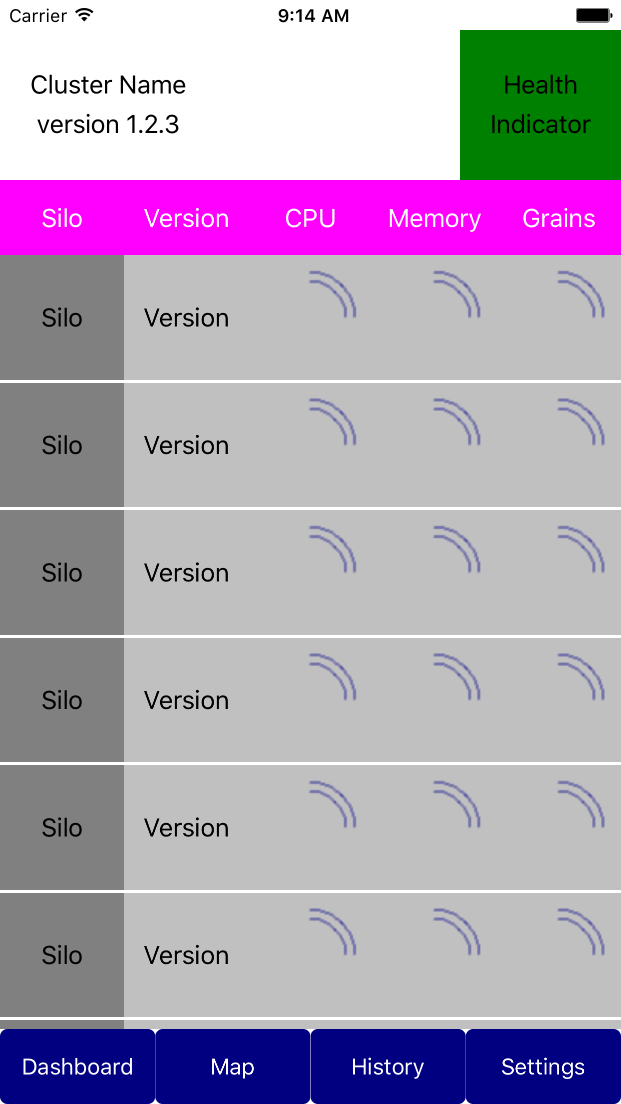 Carrier 9:14 AM
Cluster Name
version 1.2.3
Health
Indicator
Silo Version CPU Memory Grains
Silo Version
Silo Version
Silo Version
Silo Version
Silo Version
Silo Version
Dashboard Map History Settings